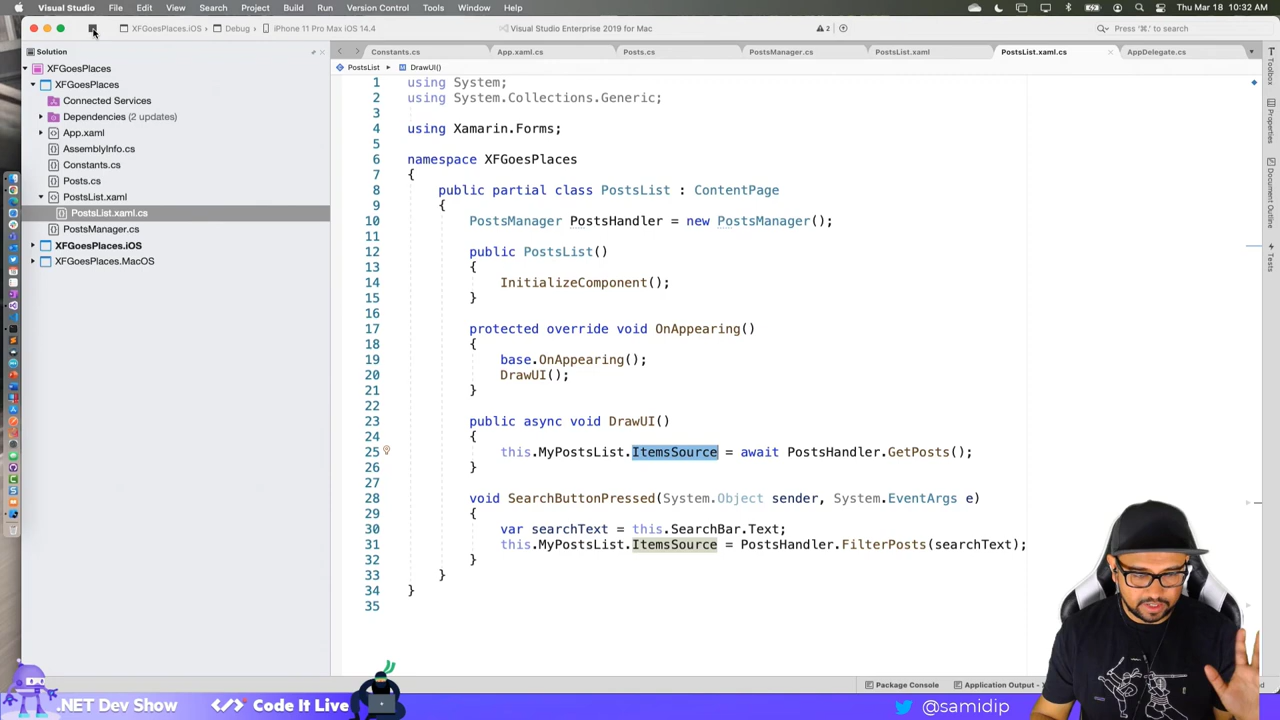 Visual Studio File Edit View Search Project Build Run Version Control Tools Window Help Thu Mar 18 10:32 AM
XFGoesPlaces.iOS › Debug › iPhone 11 Pro Max iOS 14.4 Visual Studio Enterprise 2019 for Mac 2 Press '⌘.' to search
Solution
XFGoesPlaces
XFGoesPlaces
Connected Services
Dependencies (2 updates)
App.xaml
AssemblyInfo.cs
Constants.cs
Posts.cs
PostsList.xaml
PostsList.xaml.cs
PostsManager.cs
XFGoesPlaces.iOS
XFGoesPlaces.MacOS
Constants.cs App.xaml.cs Posts.cs PostsManager.cs PostsList.xaml PostsList.xaml.cs AppDelegate.cs
PostsList DrawUI()
1 using System;
2 using System.Collections.Generic;
3
4 using Xamarin.Forms;
5
6 namespace XFGoesPlaces
7 {
8 public partial class PostsList : ContentPage
9 {
10 PostsManager PostsHandler = new PostsManager();
11
12 public PostsList()
13 {
14 InitializeComponent();
15 }
16
17 protected override void OnAppearing()
18 {
19 base.OnAppearing();
20 DrawUI();
21 }
22
23 public async void DrawUI()
24 {
25 this.MyPostsList.ItemsSource = await PostsHandler.GetPosts();
26 }
27
28 void SearchButtonPressed(System.Object sender, System.EventArgs e)
29 {
30 var searchText = this.SearchBar.Text;
31 this.MyPostsList.ItemsSource = PostsHandler.FilterPosts(searchText);
32 }
33 }
34 }
35
Toolbox
Properties
Document Outline
Tests
Package Console Application Output
.NET Dev Show </> Code It Live @samidip